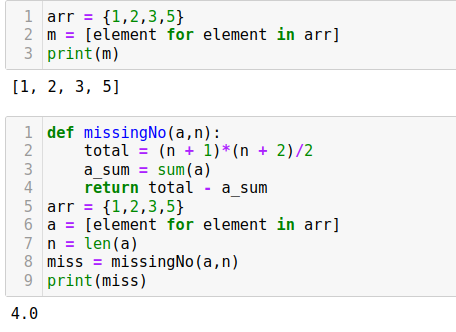 1 arr = {1,2,3,5}
2 m = [element for element in arr]
3 print(m)
[1, 2, 3, 5]
1 def missingNo(a,n):
2     total = (n + 1)*(n + 2)/2
3     a_sum = sum(a)
4     return total - a_sum
5 arr = {1,2,3,5}
6 a = [element for element in arr]
7 n = len(a)
8 miss = missingNo(a,n)
9 print(miss)
4.0